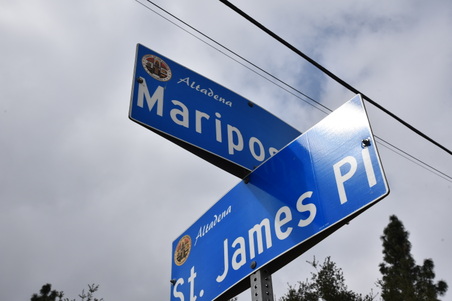 Altadena
Maripos
Altadena
St. James Pl